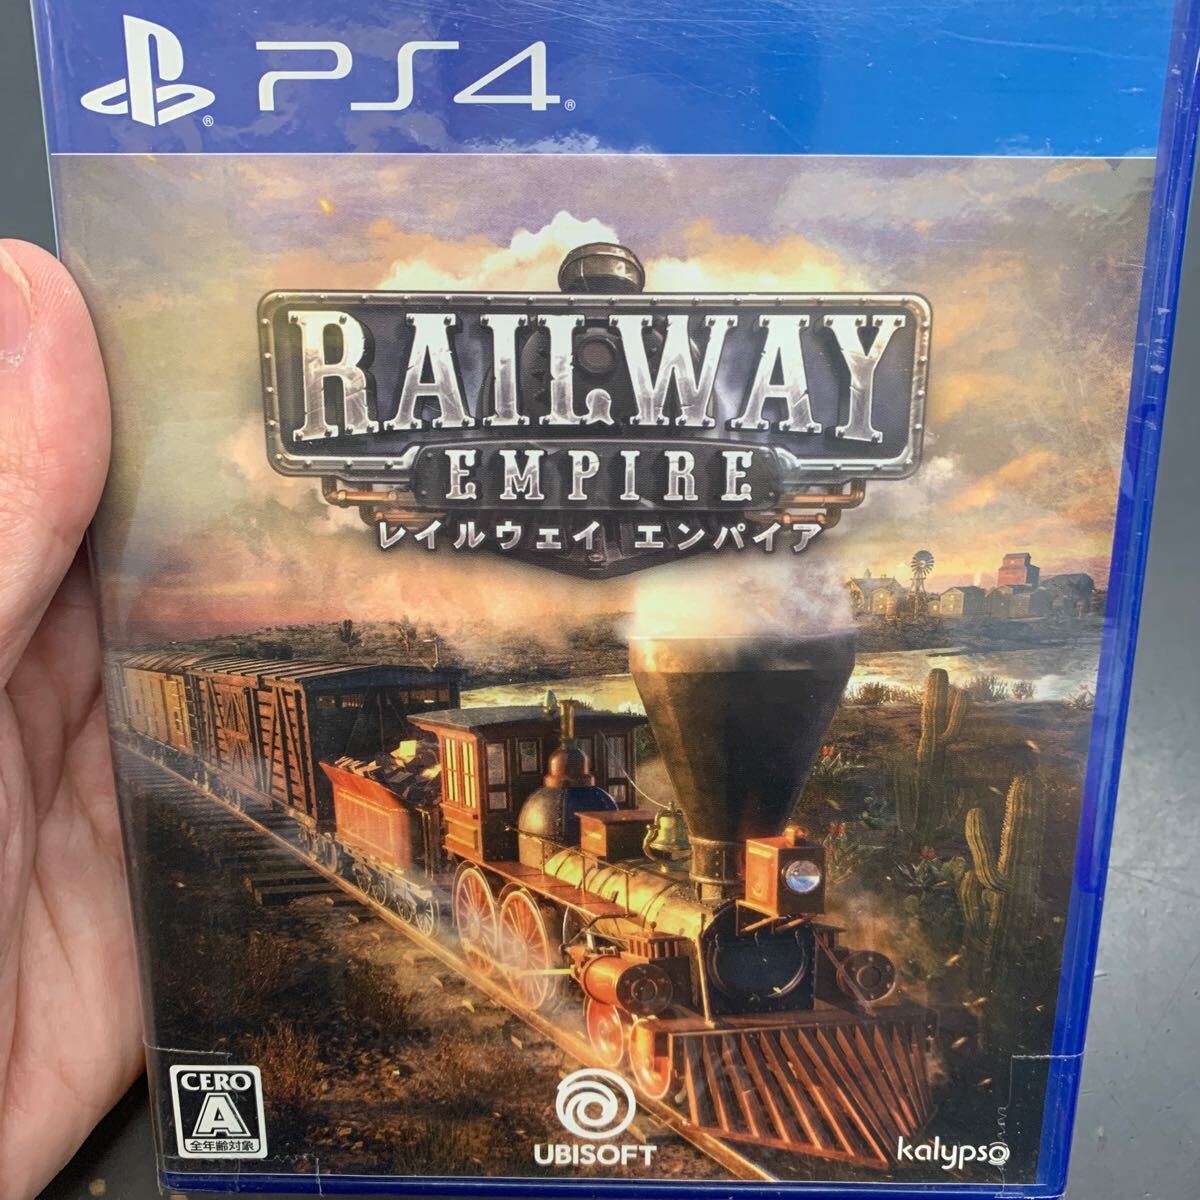 PS4
RAILWAY
EMPIRE
レイルウェイ エンパイア
CERO
A
全年齢対象
UBISOFT
kalypso